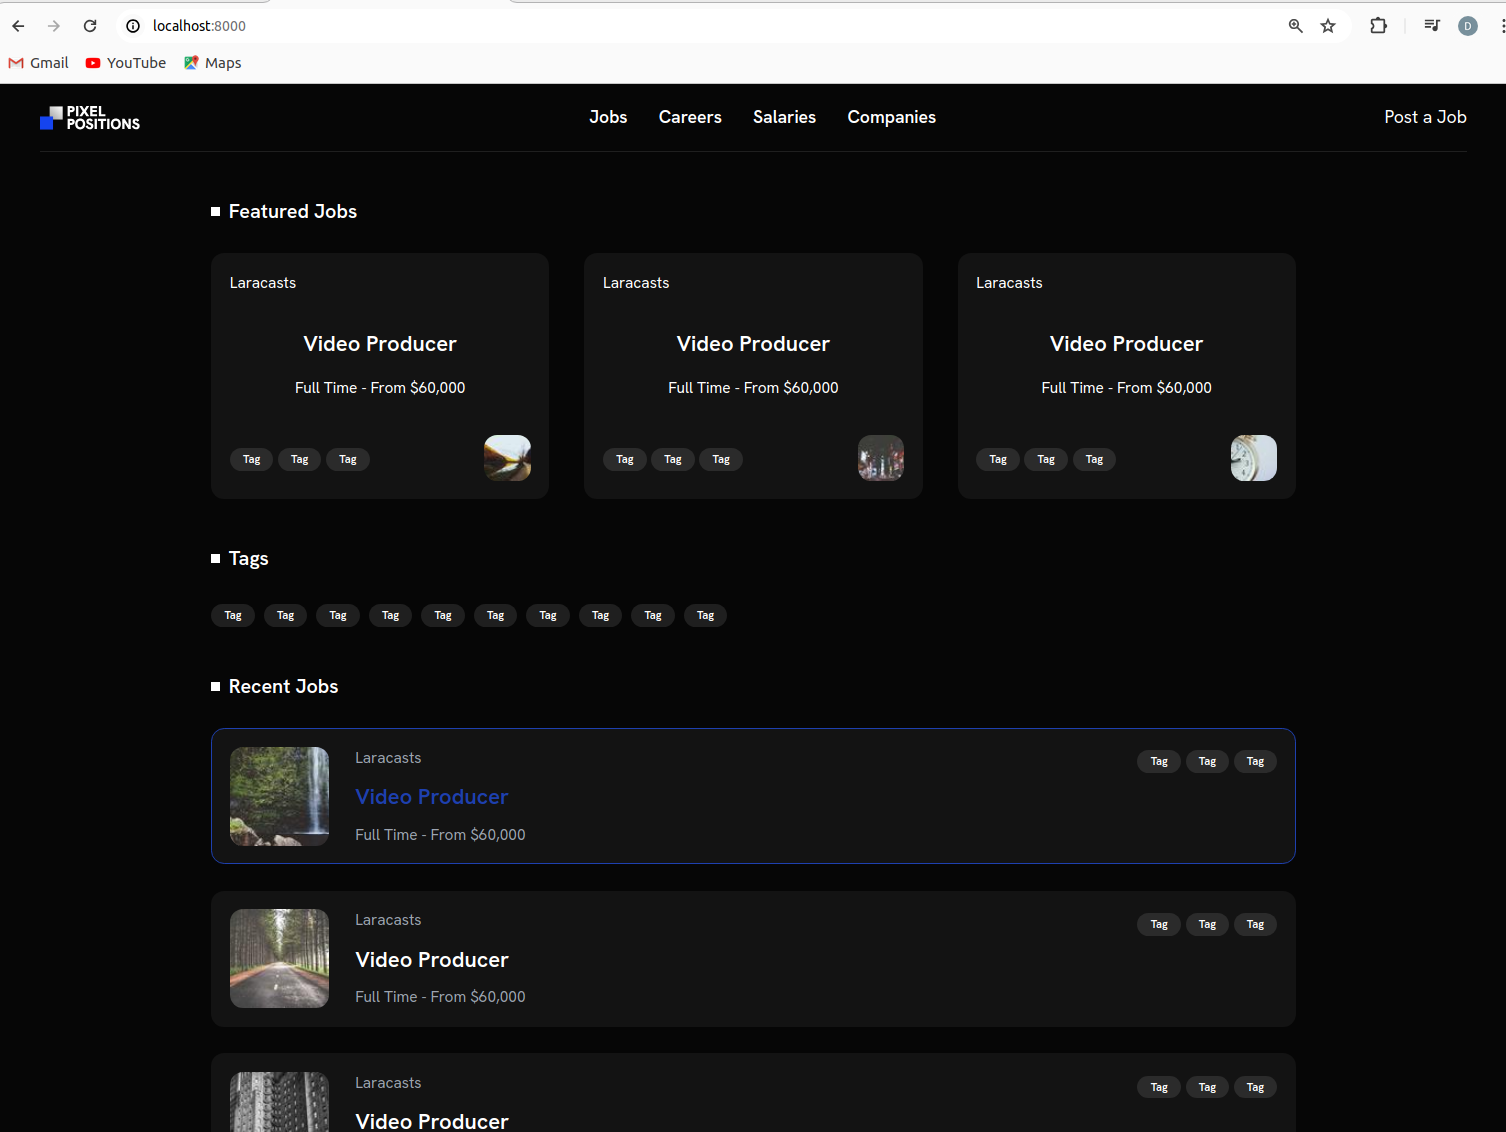 localhost:8000
D
Gmail YouTube Maps
PIXEL
POSITIONS
Jobs Careers Salaries Companies
Post a Job
Featured Jobs
Laracasts
Video Producer
Full Time - From $60,000
Tag Tag Tag
Laracasts
Video Producer
Full Time - From $60,000
Tag Tag Tag
Laracasts
Video Producer
Full Time - From $60,000
Tag Tag Tag
Tags
Tag Tag Tag Tag Tag Tag Tag Tag Tag Tag
Recent Jobs
Laracasts
Video Producer
Full Time - From $60,000
Tag Tag Tag
Laracasts
Video Producer
Full Time - From $60,000
Tag Tag Tag
Laracasts
Video Producer
Tag Tag Tag